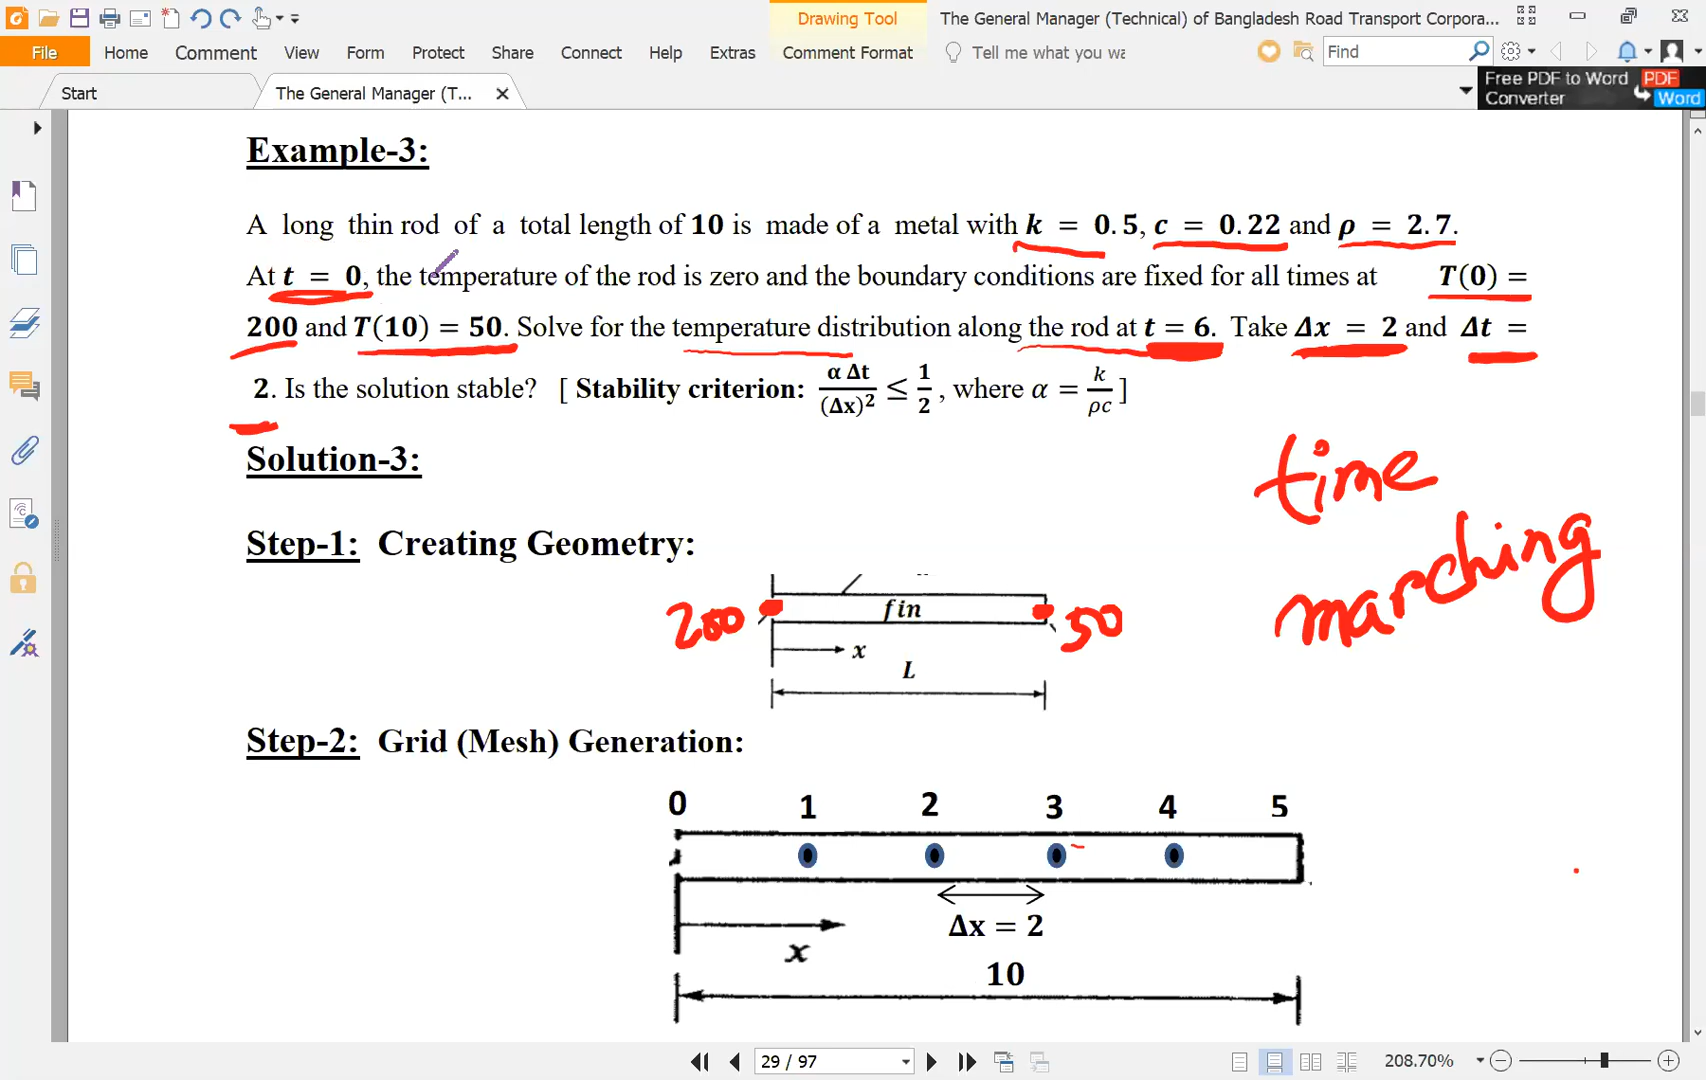 Drawing Tool
The General Manager (Technical) of Bangladesh Road Transport Corpora...
File Home Comment View Form Protect Share Connect Help Extras Comment Format Tell me what you wa Find
Start The General Manager (T...
Free PDF to Word Converter PDF Word
Example-3:
A long thin rod of a total length of 10 is made of a metal with k = 0.5, c = 0.22 and ρ = 2.7.
At t = 0, the temperature of the rod is zero and the boundary conditions are fixed for all times at T(0) =
200 and T(10) = 50. Solve for the temperature distribution along the rod at t = 6. Take Δx = 2 and Δt =
2. Is the solution stable? [ Stability criterion: α Δt/(Δx)² ≤ 1/2 , where α = k/ρc ]
Solution-3:
time
marching
Step-1: Creating Geometry:
200 fin 50
x
L
Step-2: Grid (Mesh) Generation:
0 1 2 3 4 5
Δx = 2
x
10
29 / 97
208.70%